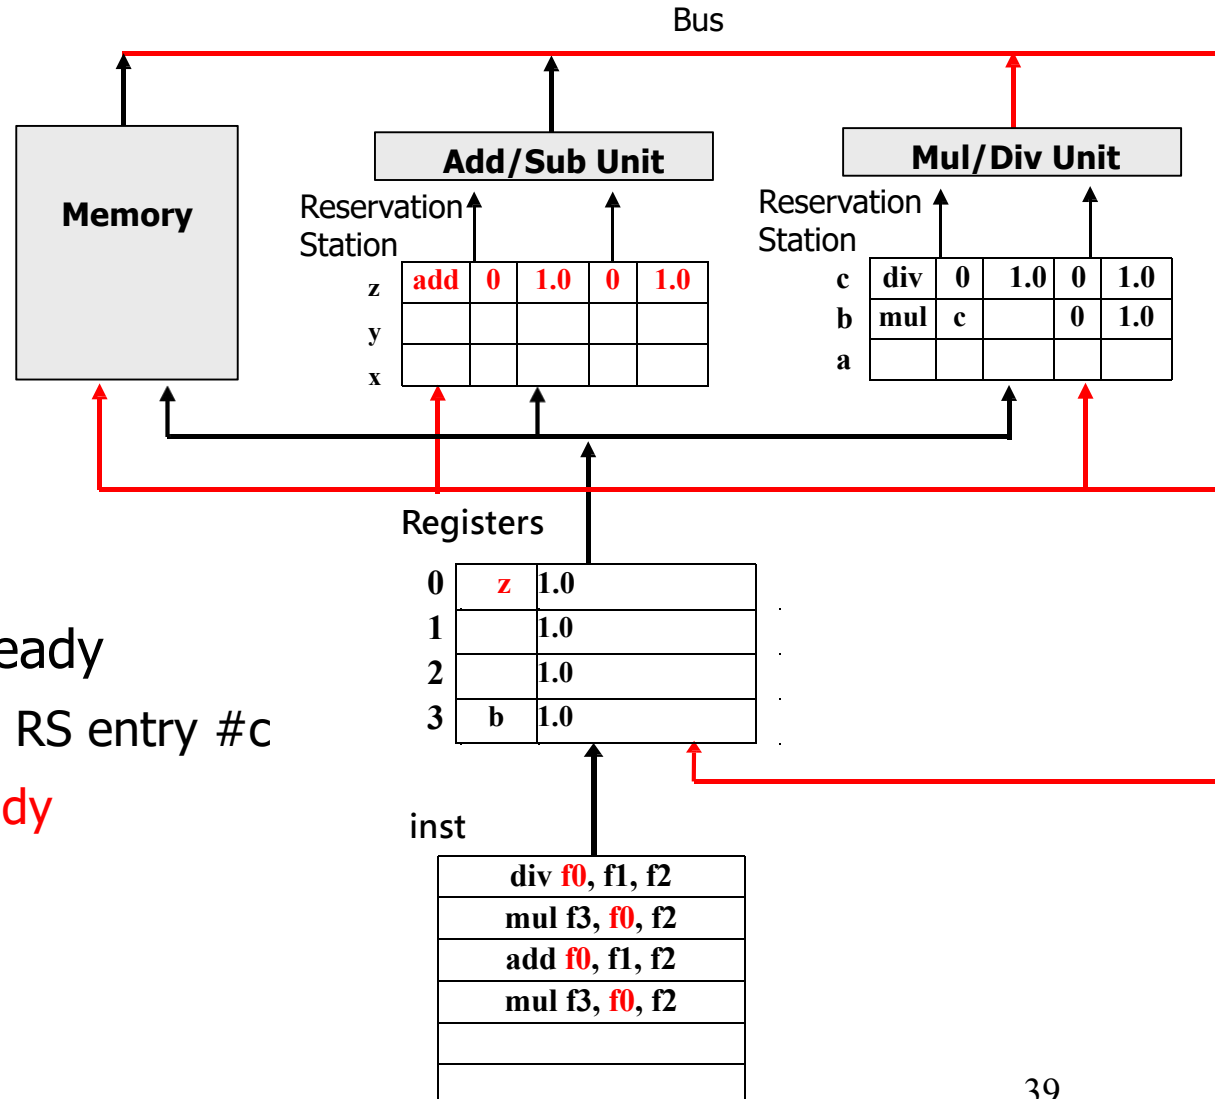 Bus
Add/Sub Unit
Mul/Div Unit
Memory
Reservation
Station
Reservation
Station
z add 0 1.0 0 1.0
y
x
c div 0 1.0 0 1.0
b mul c 0 1.0
a
Registers
0 z 1.0
1 1.0
2 1.0
3 b 1.0
eady
RS entry #c
dy
inst
div f0, f1, f2
mul f3, f0, f2
add f0, f1, f2
mul f3, f0, f2
39